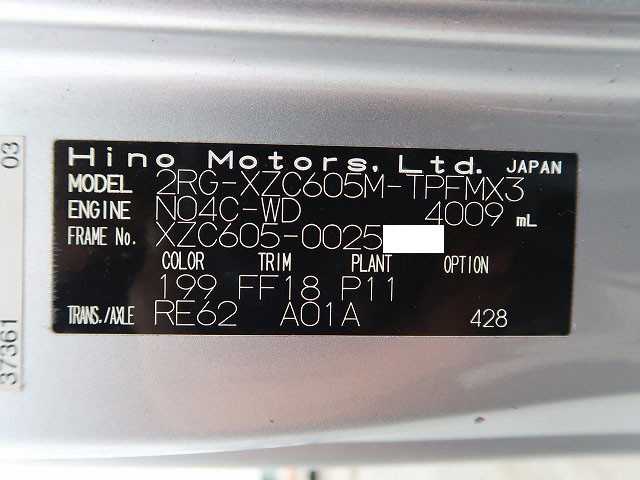 Hino Motors, Ltd. JAPAN
MODEL 2RG-XZC605M-TPFMX3
ENGINE N04C-WD 4009 mL
FRAME No. XZC605-0025
COLOR TRIM PLANT OPTION
199 FF18 P11
TRANS./AXLE RE62 A01A 428
37361 03